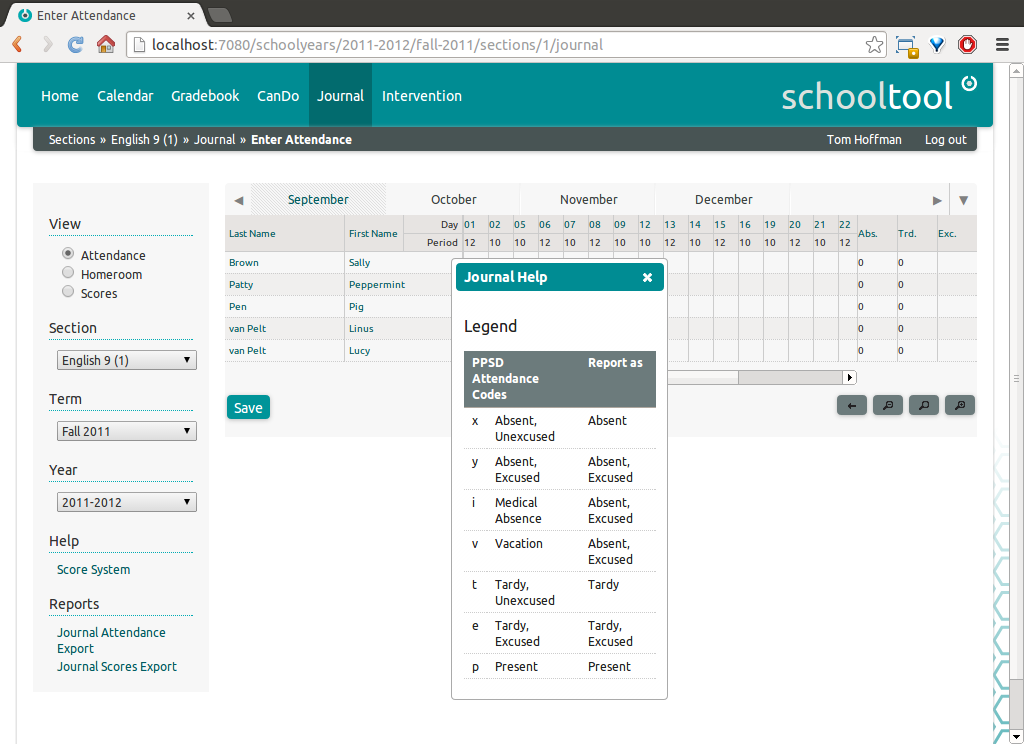 Enter Attendance
localhost:7080/schoolyears/2011-2012/fall-2011/sections/1/journal
Home Calendar Gradebook CanDo Journal Intervention schooltool
Sections » English 9 (1) » Journal » Enter Attendance Tom Hoffman Log out
View
Attendance
Homeroom
Scores
Section
English 9 (1)
Term
Fall 2011
Year
2011-2012
Help
Score System
Reports
Journal Attendance
Export
Journal Scores Export
September October November December
Last Name First Name Day 01 02 05 06 07 08 09 12 13 14 15 16 19 20 21 22 Abs. Trd. Exc.
Period 12 10 10 12 10 10 10 10 12 10 12 10 10 12 10 12
Brown Sally 0 0
Patty Peppermint 0 0
Pen Pig 0 0
van Pelt Linus 0 0
van Pelt Lucy 0 0
Save
Journal Help
Legend
PPSD Attendance Codes Report as
x Absent, Unexcused Absent
y Absent, Excused Absent, Excused
i Medical Absence Absent, Excused
v Vacation Absent, Excused
t Tardy, Unexcused Tardy
e Tardy, Excused Tardy, Excused
p Present Present